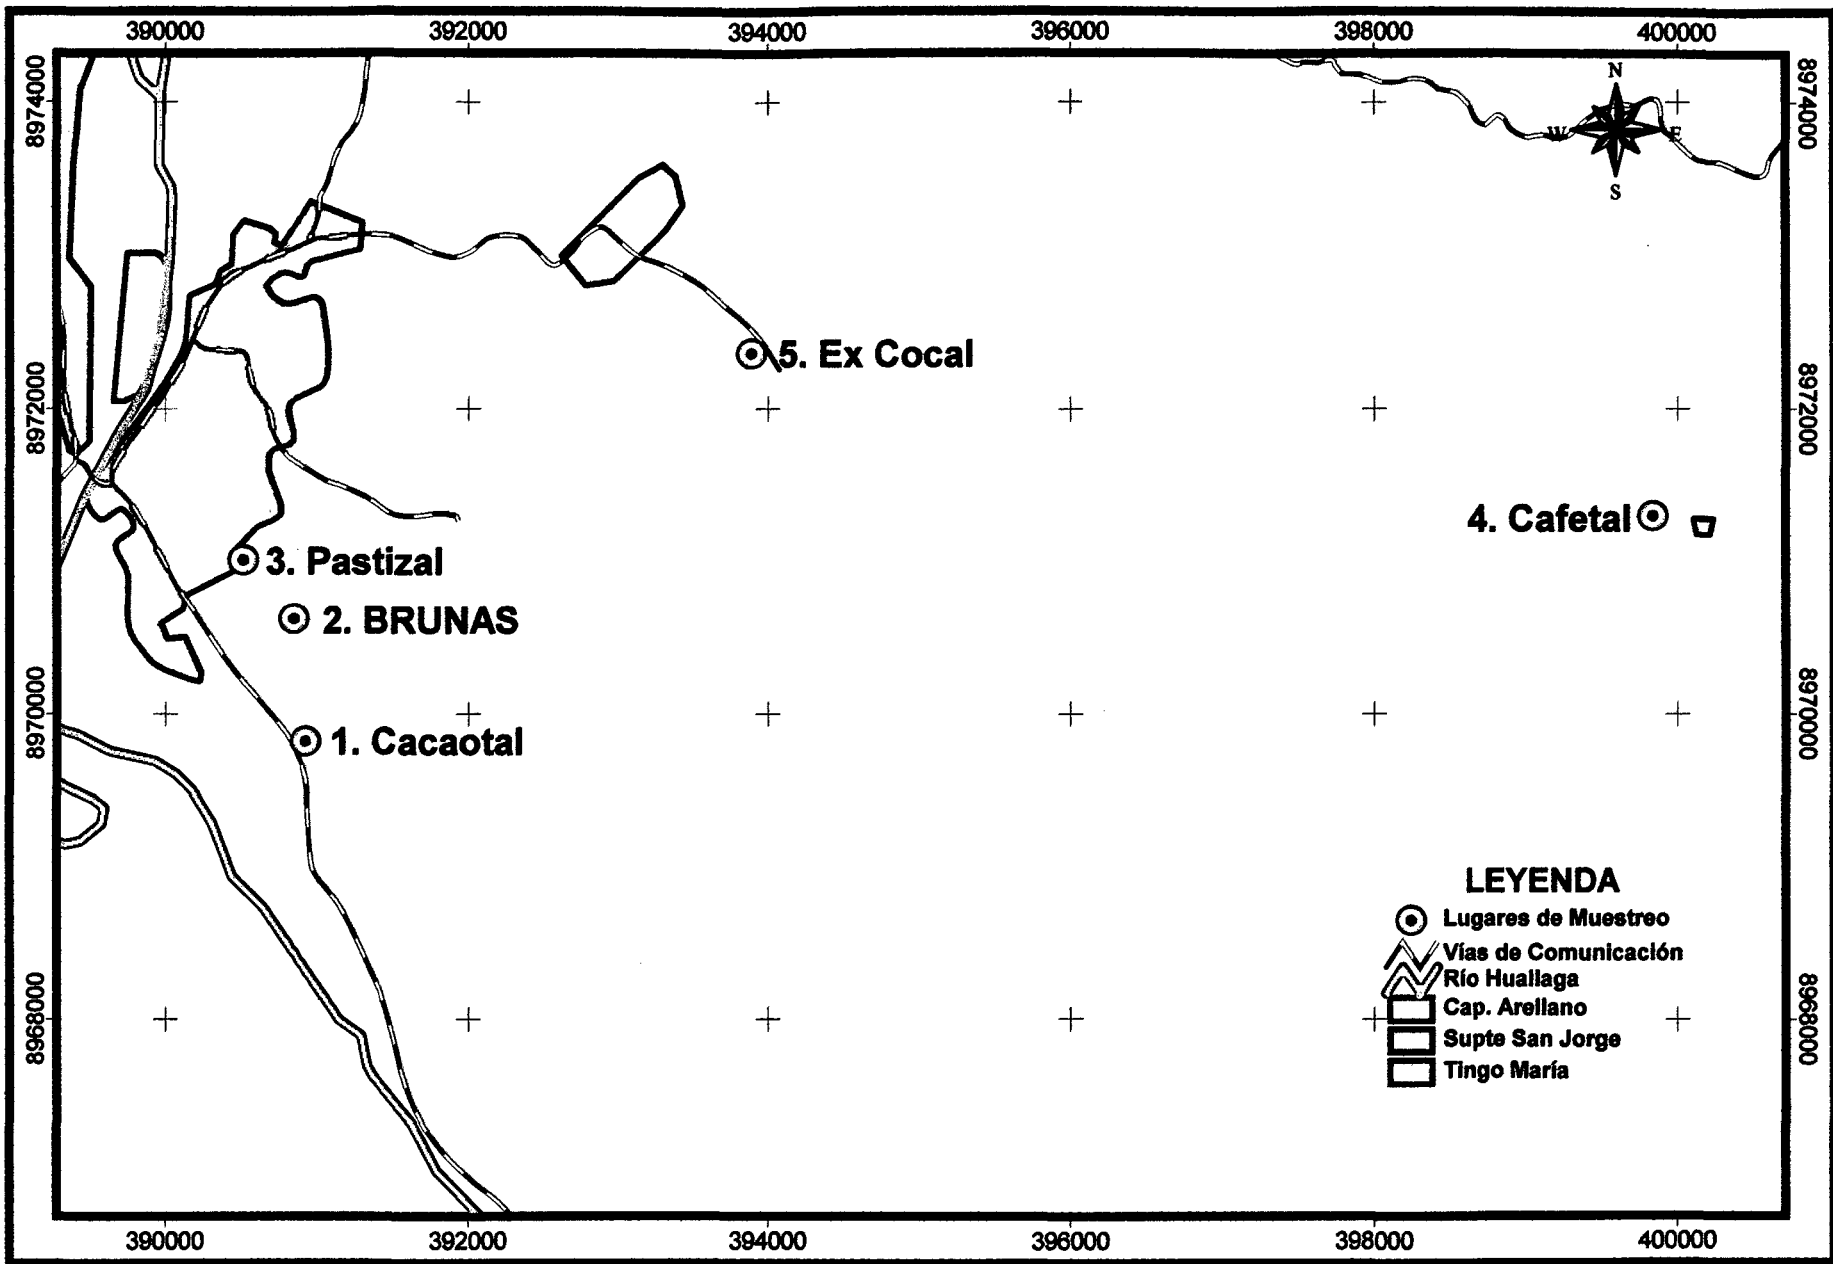 390000 392000 394000 396000 398000 400000
8974000
8974000
N
W E
S
5. Ex Cocal
8972000
8972000
4. Cafetal
3. Pastizal
2. BRUNAS
8970000
8970000
1. Cacaotal
LEYENDA
Lugares de Muestreo
Vías de Comunicación
Río Huallaga
Cap. Arellano
Supte San Jorge
Tingo María
8968000
8968000
390000 392000 394000 396000 398000 400000